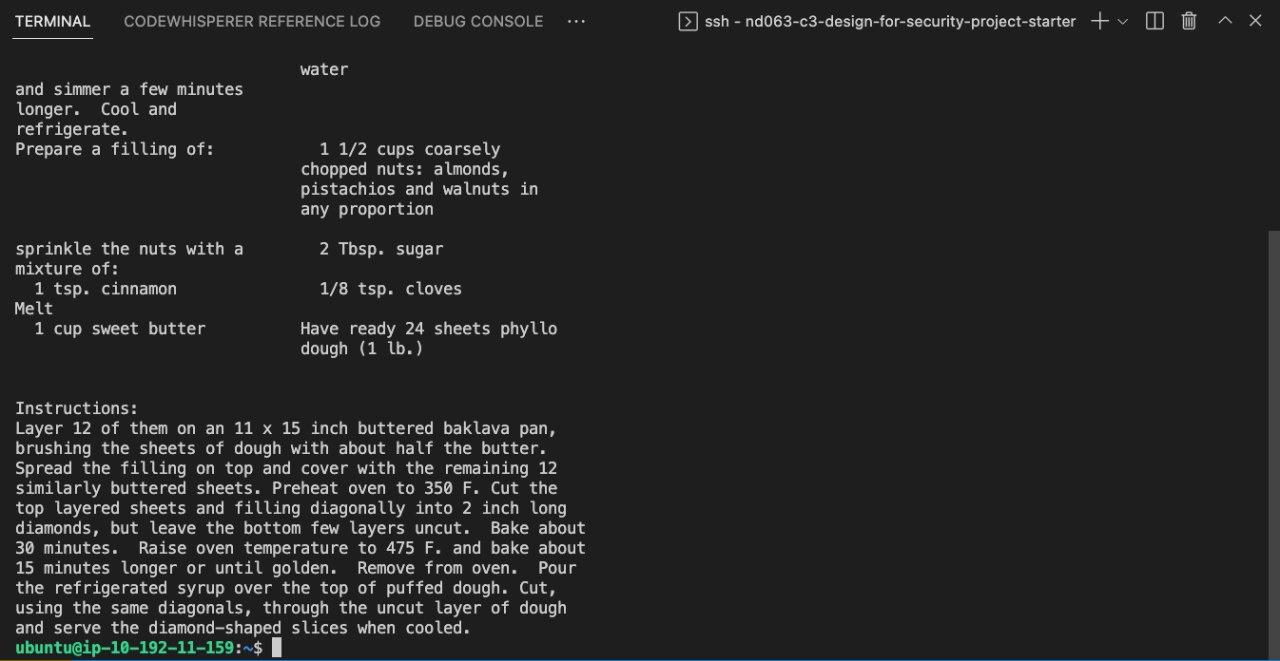 TERMINAL CODEWHISPERER REFERENCE LOG DEBUG CONSOLE ··· ssh - nd063-c3-design-for-security-project-starter
water
and simmer a few minutes
longer.  Cool and
refrigerate.
Prepare a filling of:           1 1/2 cups coarsely
                              chopped nuts: almonds,
                              pistachios and walnuts in
                              any proportion
sprinkle the nuts with a        2 Tbsp. sugar
mixture of:
  1 tsp. cinnamon               1/8 tsp. cloves
Melt
  1 cup sweet butter          Have ready 24 sheets phyllo
                              dough (1 lb.)
Instructions:
Layer 12 of them on an 11 x 15 inch buttered baklava pan,
brushing the sheets of dough with about half the butter.
Spread the filling on top and cover with the remaining 12
similarly buttered sheets. Preheat oven to 350 F. Cut the
top layered sheets and filling diagonally into 2 inch long
diamonds, but leave the bottom few layers uncut.  Bake about
30 minutes.  Raise oven temperature to 475 F. and bake about
15 minutes longer or until golden.  Remove from oven.  Pour
the refrigerated syrup over the top of puffed dough. Cut,
using the same diagonals, through the uncut layer of dough
and serve the diamond-shaped slices when cooled.
ubuntu@ip-10-192-11-159:~$